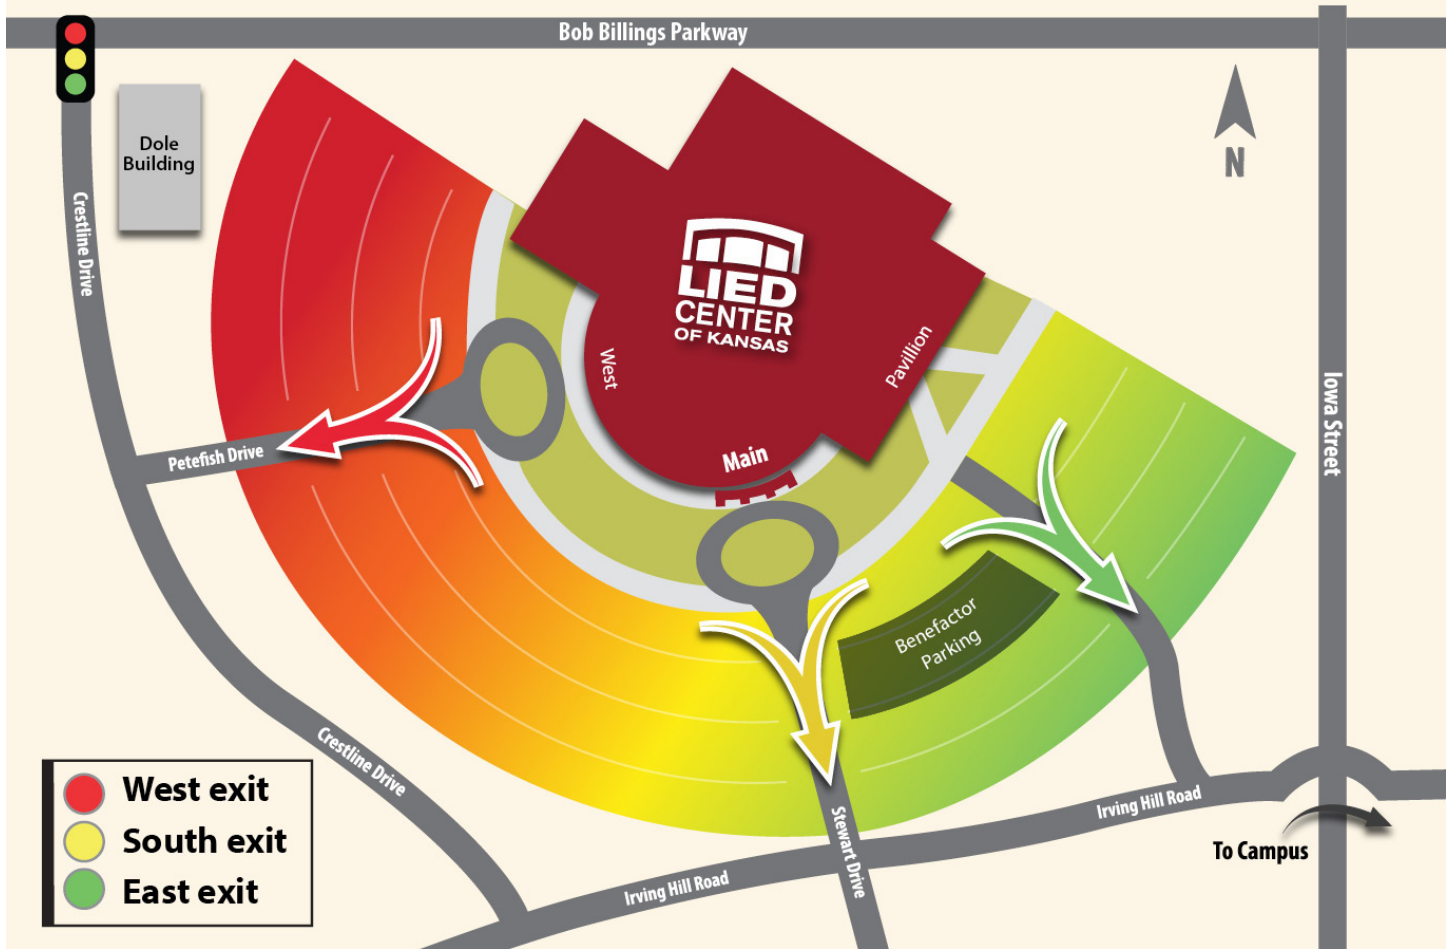 Bob Billings Parkway
Dole
Building
N
Crestline Drive
LIED
CENTER
OF KANSAS
West
Pavillion
Main
Iowa Street
Petefish Drive
Benefactor
Parking
Crestline Drive
West exit
South exit
East exit
Irving Hill Road
Stewart Drive
Irving Hill Road
To Campus